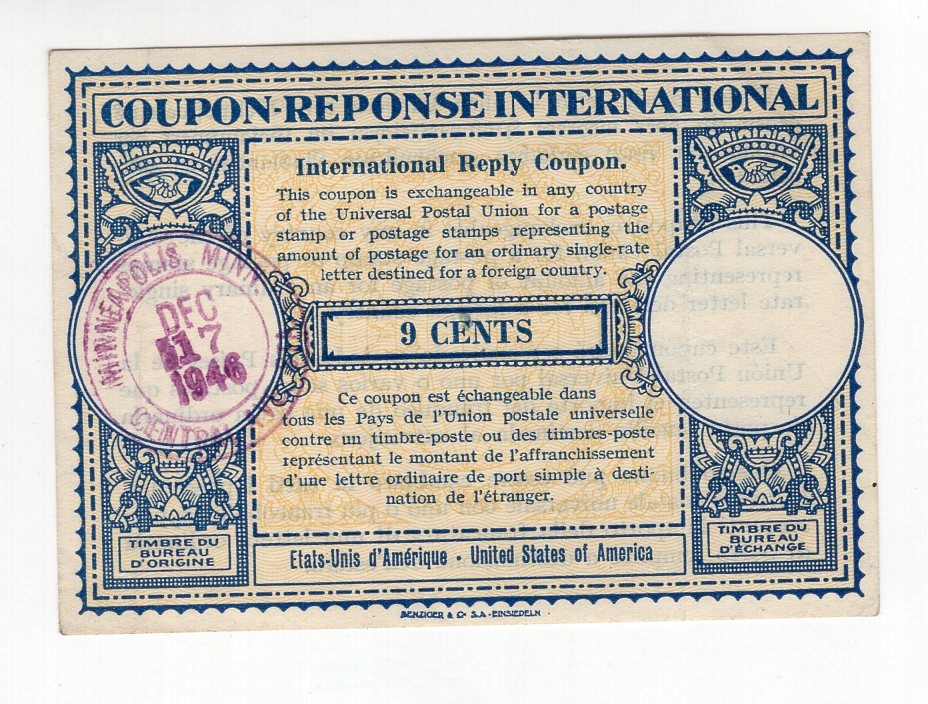 COUPON-REPONSE INTERNATIONAL
International Reply Coupon.
This coupon is exchangeable in any country
of the Universal Postal Union for a postage
stamp or postage stamps representing the
amount of postage for an ordinary single-rate
letter destined for a foreign country.
MINNEAPOLIS, MINN
DEC
17
1946
(CENTRAL
9 CENTS
Ce coupon est échangeable dans
tous les Pays de l'Union postale universelle
contre un timbre-poste ou des timbres-poste
représentant le montant de l'affranchissement
d'une lettre ordinaire de port simple à desti-
nation de l'étranger.
TIMBRE DU
BUREAU
D'ORIGINE
TIMBRE DU
BUREAU
D'ÉCHANGE
Etats-Unis d'Amérique - United States of America
BENZIGER & Co. S.A. - EINSIEDELN